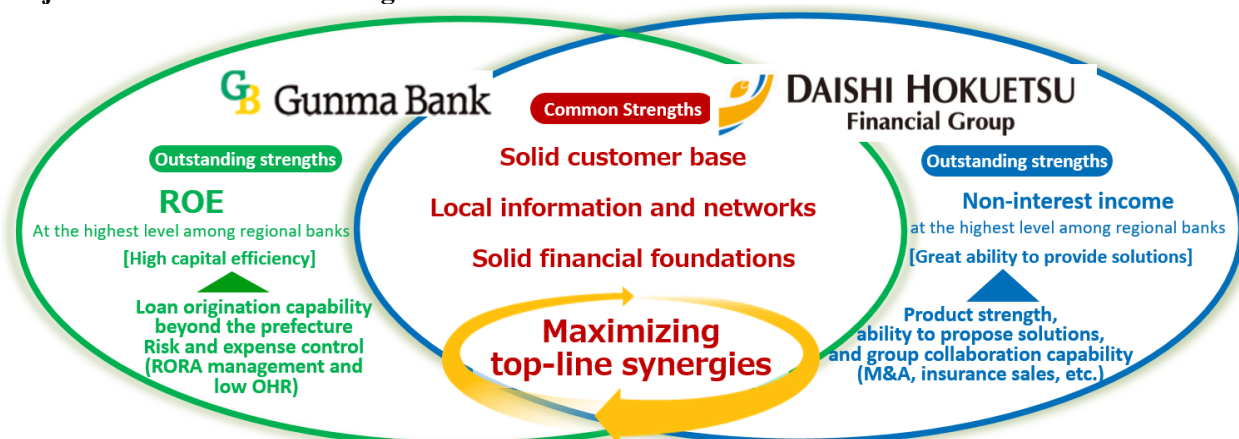 GB Gunma Bank
DAISHI HOKUETSU
Financial Group
Common Strengths
Solid customer base
Local information and networks
Solid financial foundations
Maximizing
top-line synergies
Outstanding strengths
ROE
At the highest level among regional banks
[High capital efficiency]
Loan origination capability
beyond the prefecture
Risk and expense control
(RORA management and
low OHR)
Outstanding strengths
Non-interest income
at the highest level among regional banks
[Great ability to provide solutions]
Product strength,
ability to propose solutions,
and group collaboration capability
(M&A, insurance sales, etc.)